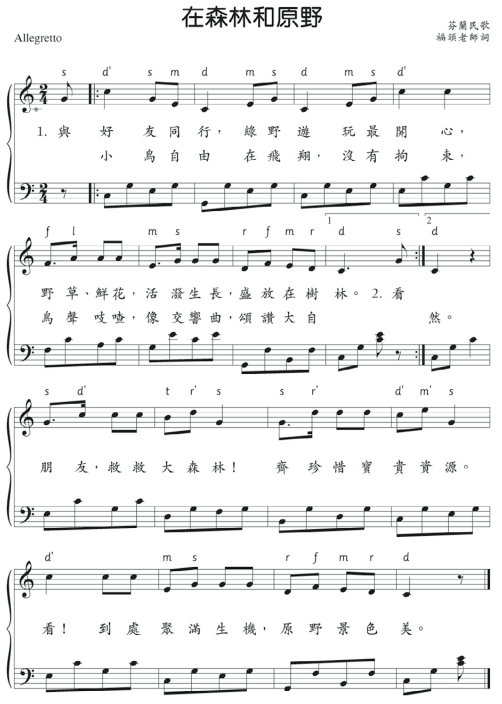 在森林和原野
芬蘭民歌
福頭老師詞
Allegretto
s d' s m d m s d m s d'
2 4
1. 與 好 友同行, 綠野遊 玩最開 心,
小 鳥自由 在飛翔, 沒有拘 束,
2 4
1 2
f l m s r f m r d s d
野 草、鮮花, 活 潑生長, 盛放在樹 林。 2. 看
鳥聲吱喳, 像交響曲, 頌讚大自 然。
s d' t r' s s r' d' m' s
朋 友, 救救大森林! 齊珍惜寶貴資源。
d' m s r f m r d
看! 到處聚滿生機, 原野景色美。